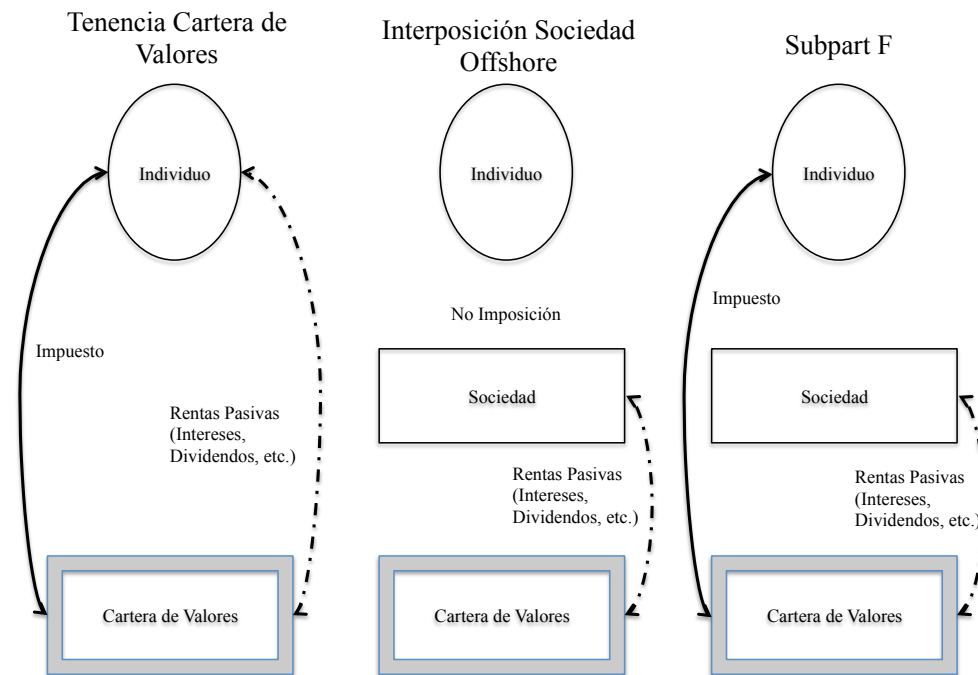 Tenencia Cartera de
Valores
Individuo
Impuesto
Rentas Pasivas
(Intereses,
Dividendos, etc.)
Cartera de Valores
Interposición Sociedad
Offshore
Individuo
No Imposición
Sociedad
Rentas Pasivas
(Intereses,
Dividendos, etc.)
Cartera de Valores
Subpart F
Individuo
Impuesto
Sociedad
Rentas Pasivas
(Intereses,
Dividendos, etc.)
Cartera de Valores